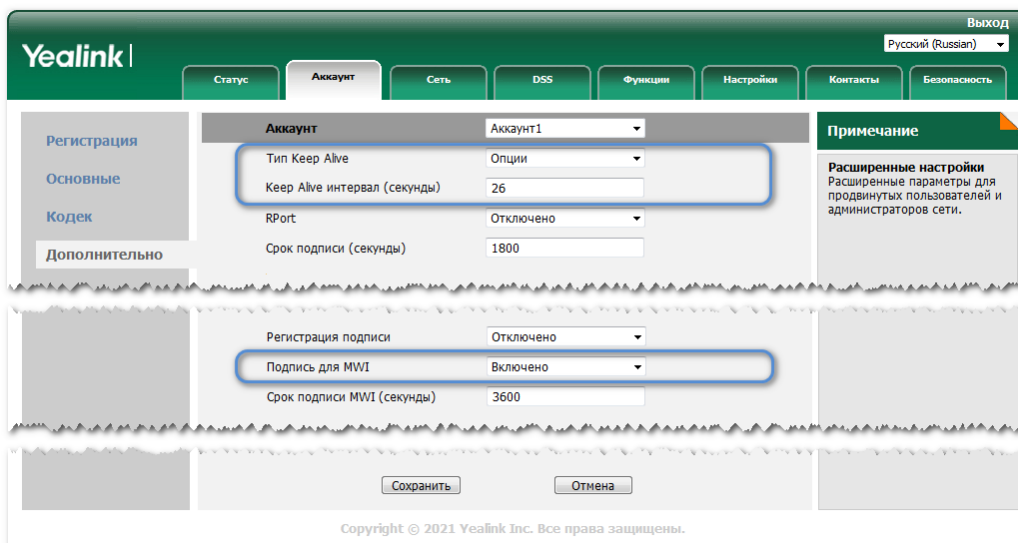 Выход
Yealink
Русский (Russian)
Статус Аккаунт Сеть DSS Функции Настройки Контакты Безопасность
Регистрация
Основные
Кодек
Дополнительно
Аккаунт Аккаунт1
Тип Keep Alive Опции
Keep Alive интервал (секунды) 26
RPort Отключено
Срок подписи (секунды) 1800
Регистрация подписи Отключено
Подпись для MWI Включено
Срок подписи MWI (секунды) 3600
Сохранить Отмена
Примечание
Расширенные настройки
Расширенные параметры для
продвинутых пользователей и
администраторов сети.
Copyright © 2021 Yealink Inc. Все права защищены.